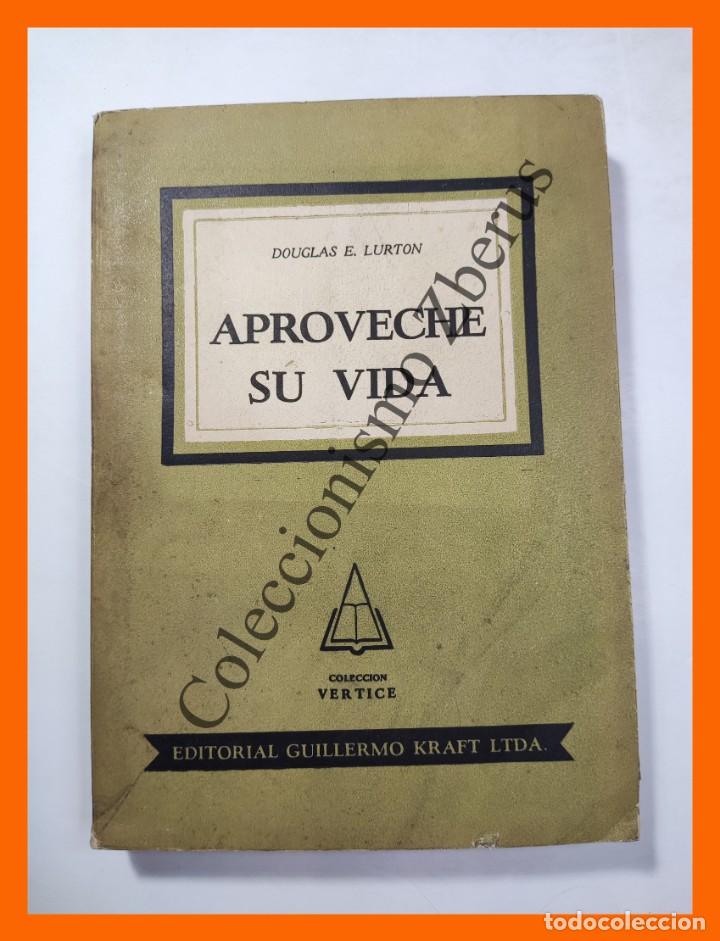 DOUGLAS E. LURTON
APROVECHE
SU VIDA
Coleccionismo Zberus
COLECCION
VERTICE
EDITORIAL GUILLERMO KRAFT LTDA.
todocoleccion